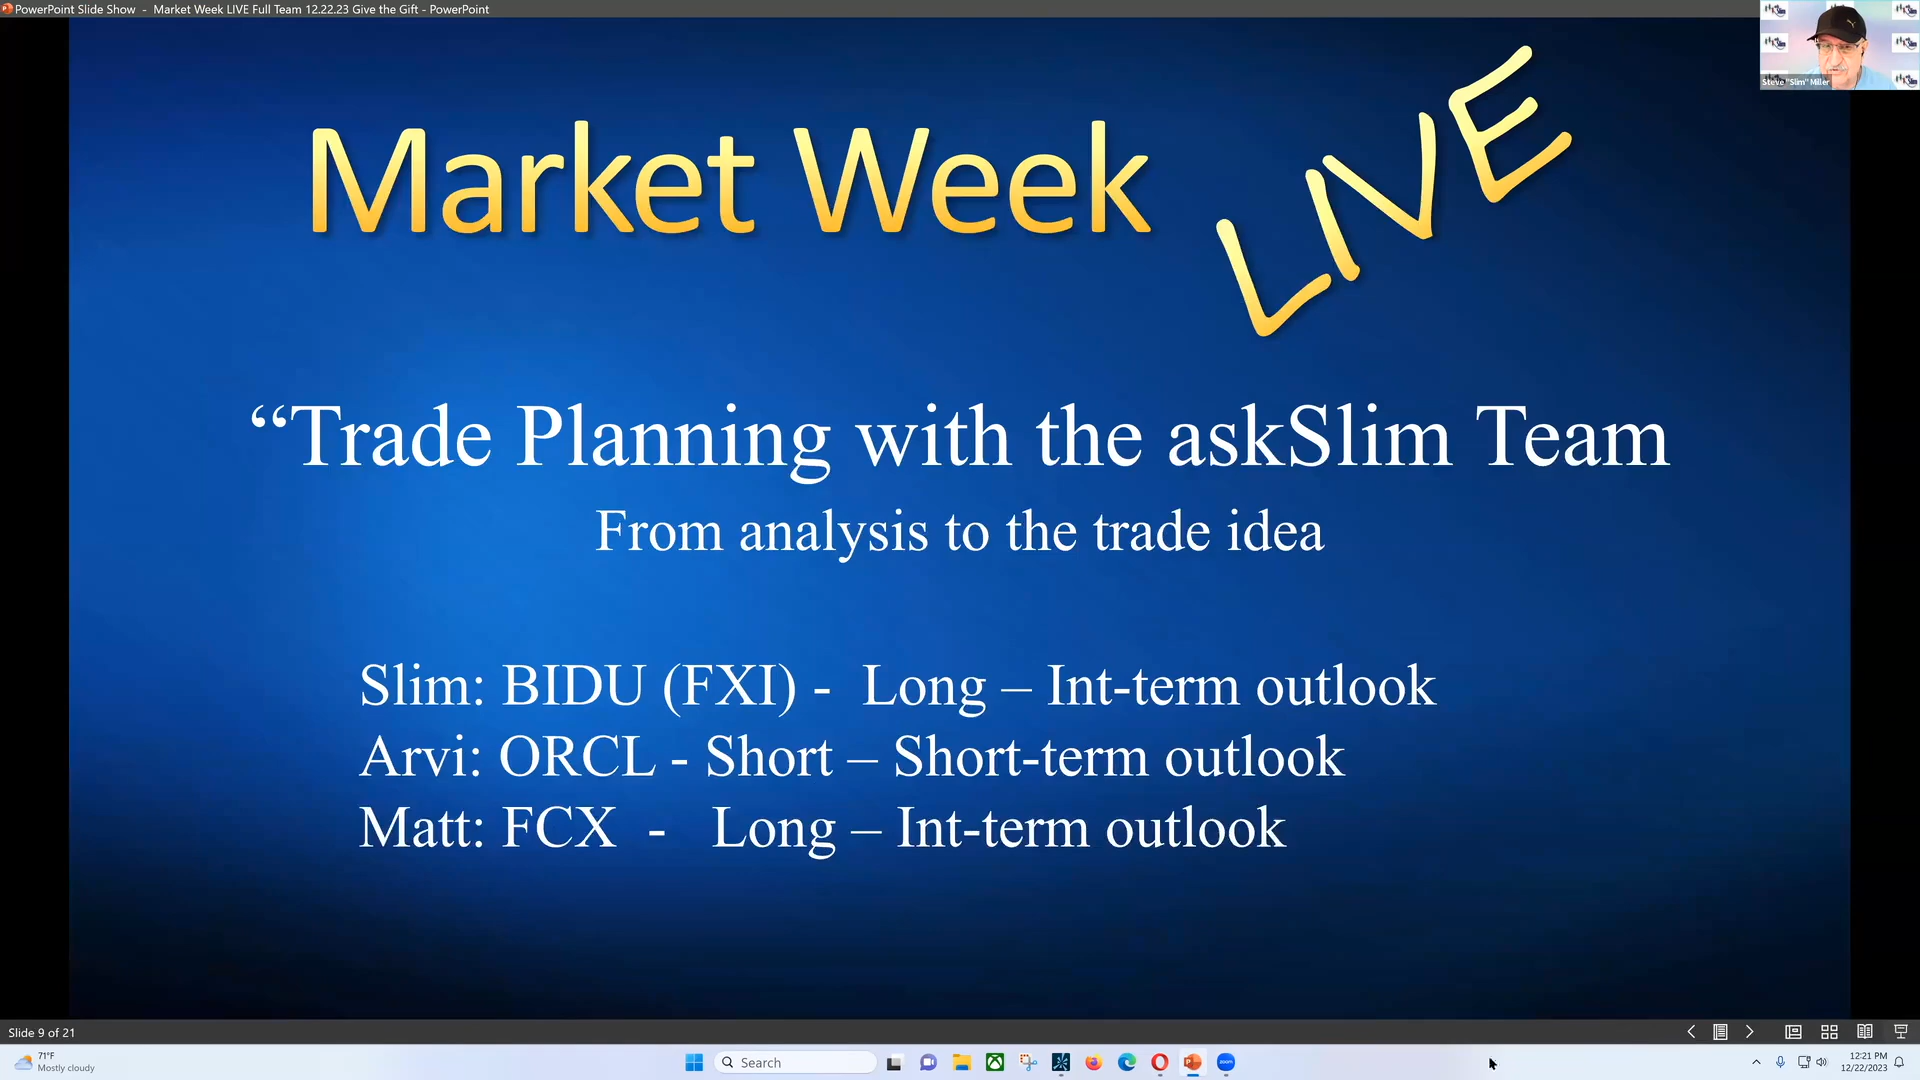 PowerPoint Slide Show - Market Week LIVE Full Team 12.22.23 Give the Gift - PowerPoint
Steve "Slim" Miller
Market Week LIVE
“Trade Planning with the askSlim Team
From analysis to the trade idea
Slim: BIDU (FXI) - Long – Int-term outlook
Arvi: ORCL - Short – Short-term outlook
Matt: FCX - Long – Int-term outlook
Slide 9 of 21
71°F
Mostly cloudy
Search
zoom
12:21 PM
12/22/2023